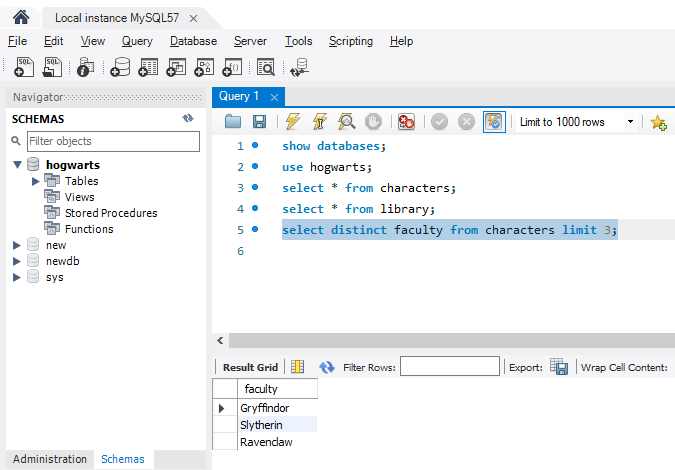 Local instance MySQL57
File Edit View Query Database Server Tools Scripting Help
SQL SQL
Navigator
SCHEMAS
Filter objects
hogwarts
Tables
Views
Stored Procedures
Functions
new
newdb
sys
Administration Schemas
Query 1
Limit to 1000 rows
1 show databases;
2 use hogwarts;
3 select * from characters;
4 select * from library;
5 select distinct faculty from characters limit 3;
6
Result Grid Filter Rows: Export: Wrap Cell Content:
faculty
Gryffindor
Slytherin
Ravenclaw